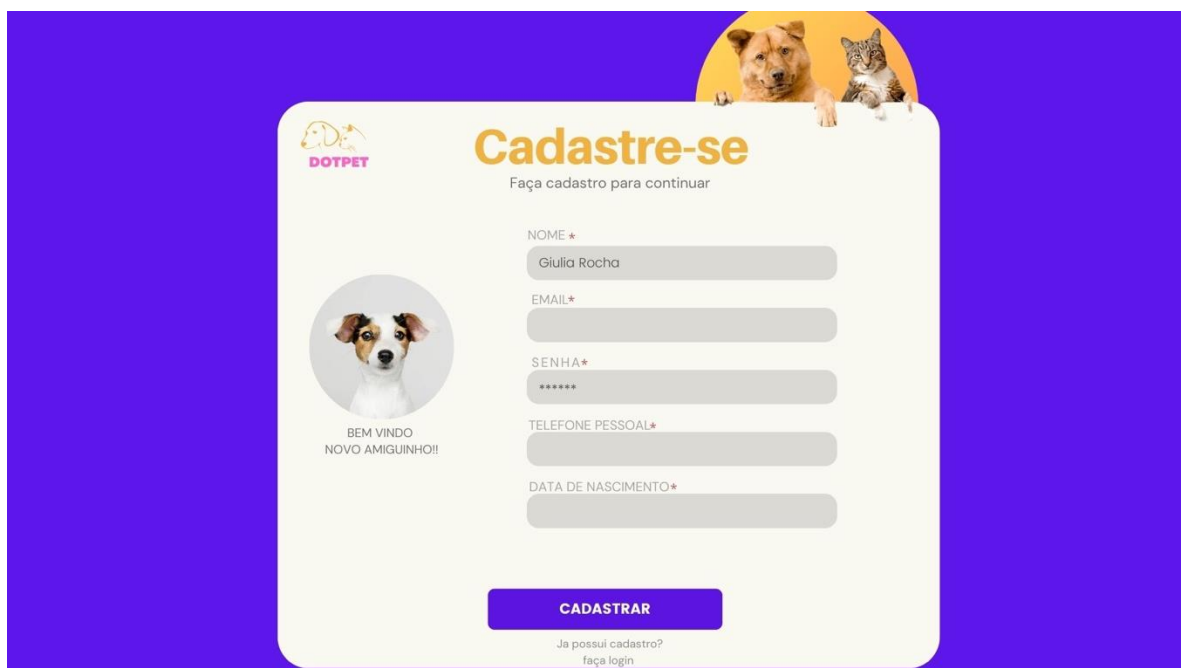 DOTPET
Cadastre-se
Faça cadastro para continuar
NOME *
Giulia Rocha
EMAIL*
SENHA*
******
TELEFONE PESSOAL*
DATA DE NASCIMENTO*
BEM VINDO
NOVO AMIGUINHO!!
CADASTRAR
Ja possui cadastro?
faça login